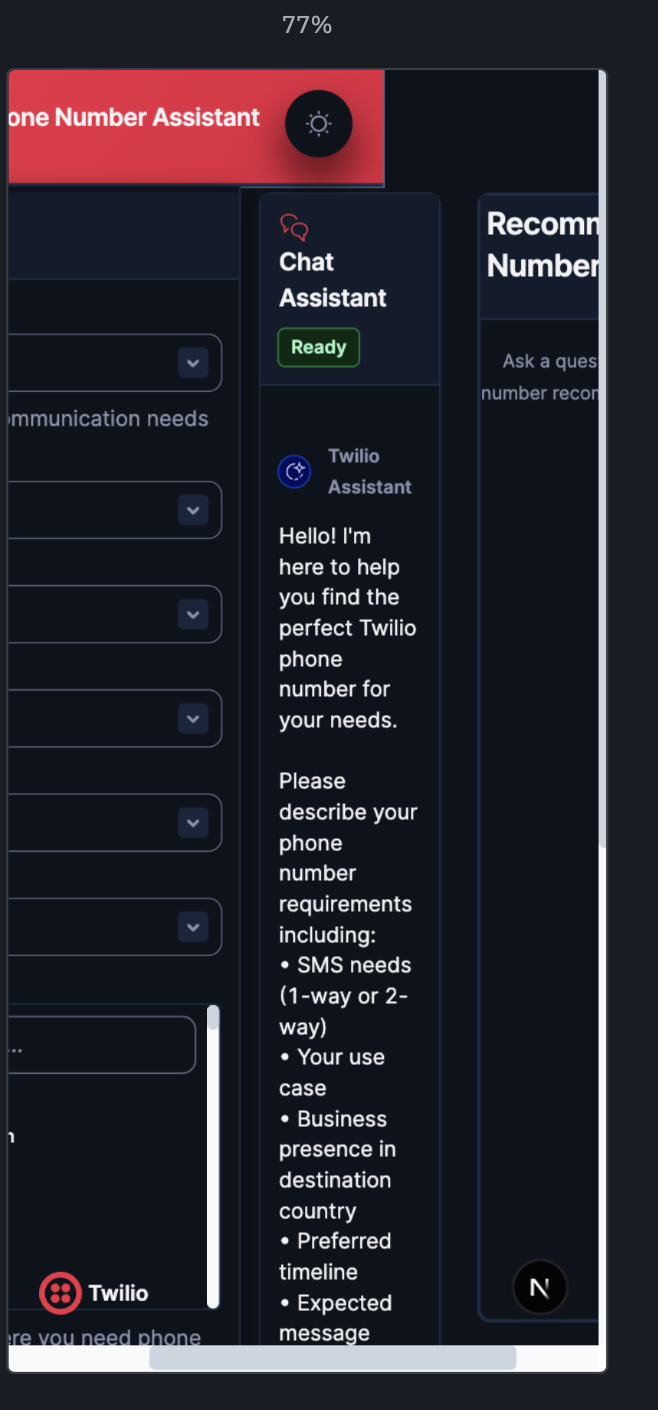 77%
one Number Assistant
Chat
Assistant
Ready
Recomm
Number
Ask a ques
number recom
ommunication needs
Twilio
Assistant
Hello! I'm
here to help
you find the
perfect Twilio
phone
number for
your needs.
Please
describe your
phone
number
requirements
including:
• SMS needs
(1-way or 2-
way)
• Your use
case
• Business
presence in
destination
country
• Preferred
timeline
• Expected
message
...
n
Twilio
ere you need phone
N